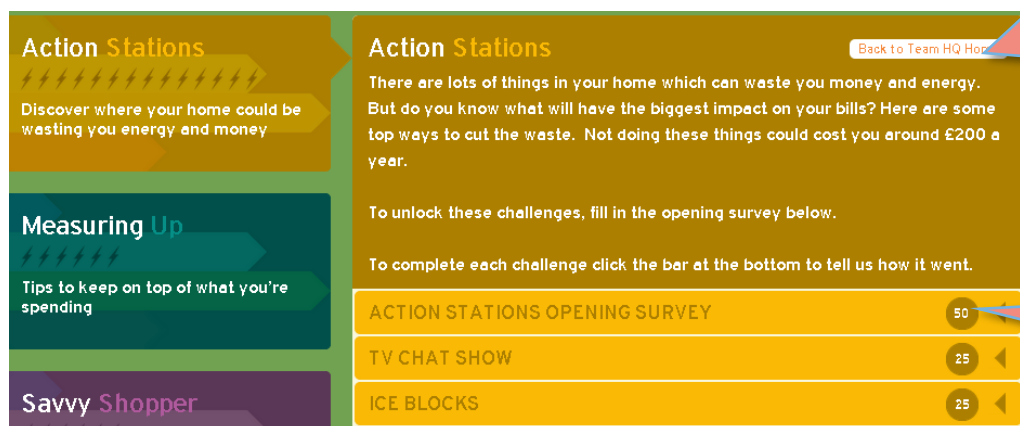 Action Stations
Discover where your home could be
wasting you energy and money
Measuring Up
Tips to keep on top of what you're
spending
Savvy Shopper
Action Stations
Back to Team HQ
There are lots of things in your home which can waste you money and energy.
But do you know what will have the biggest impact on your bills? Here are some
top ways to cut the waste. Not doing these things could cost you around £200 a
year.
To unlock these challenges, fill in the opening survey below.
To complete each challenge click the bar at the bottom to tell us how it went.
ACTION STATIONS OPENING SURVEY 50
TV CHAT SHOW 25
ICE BLOCKS 25